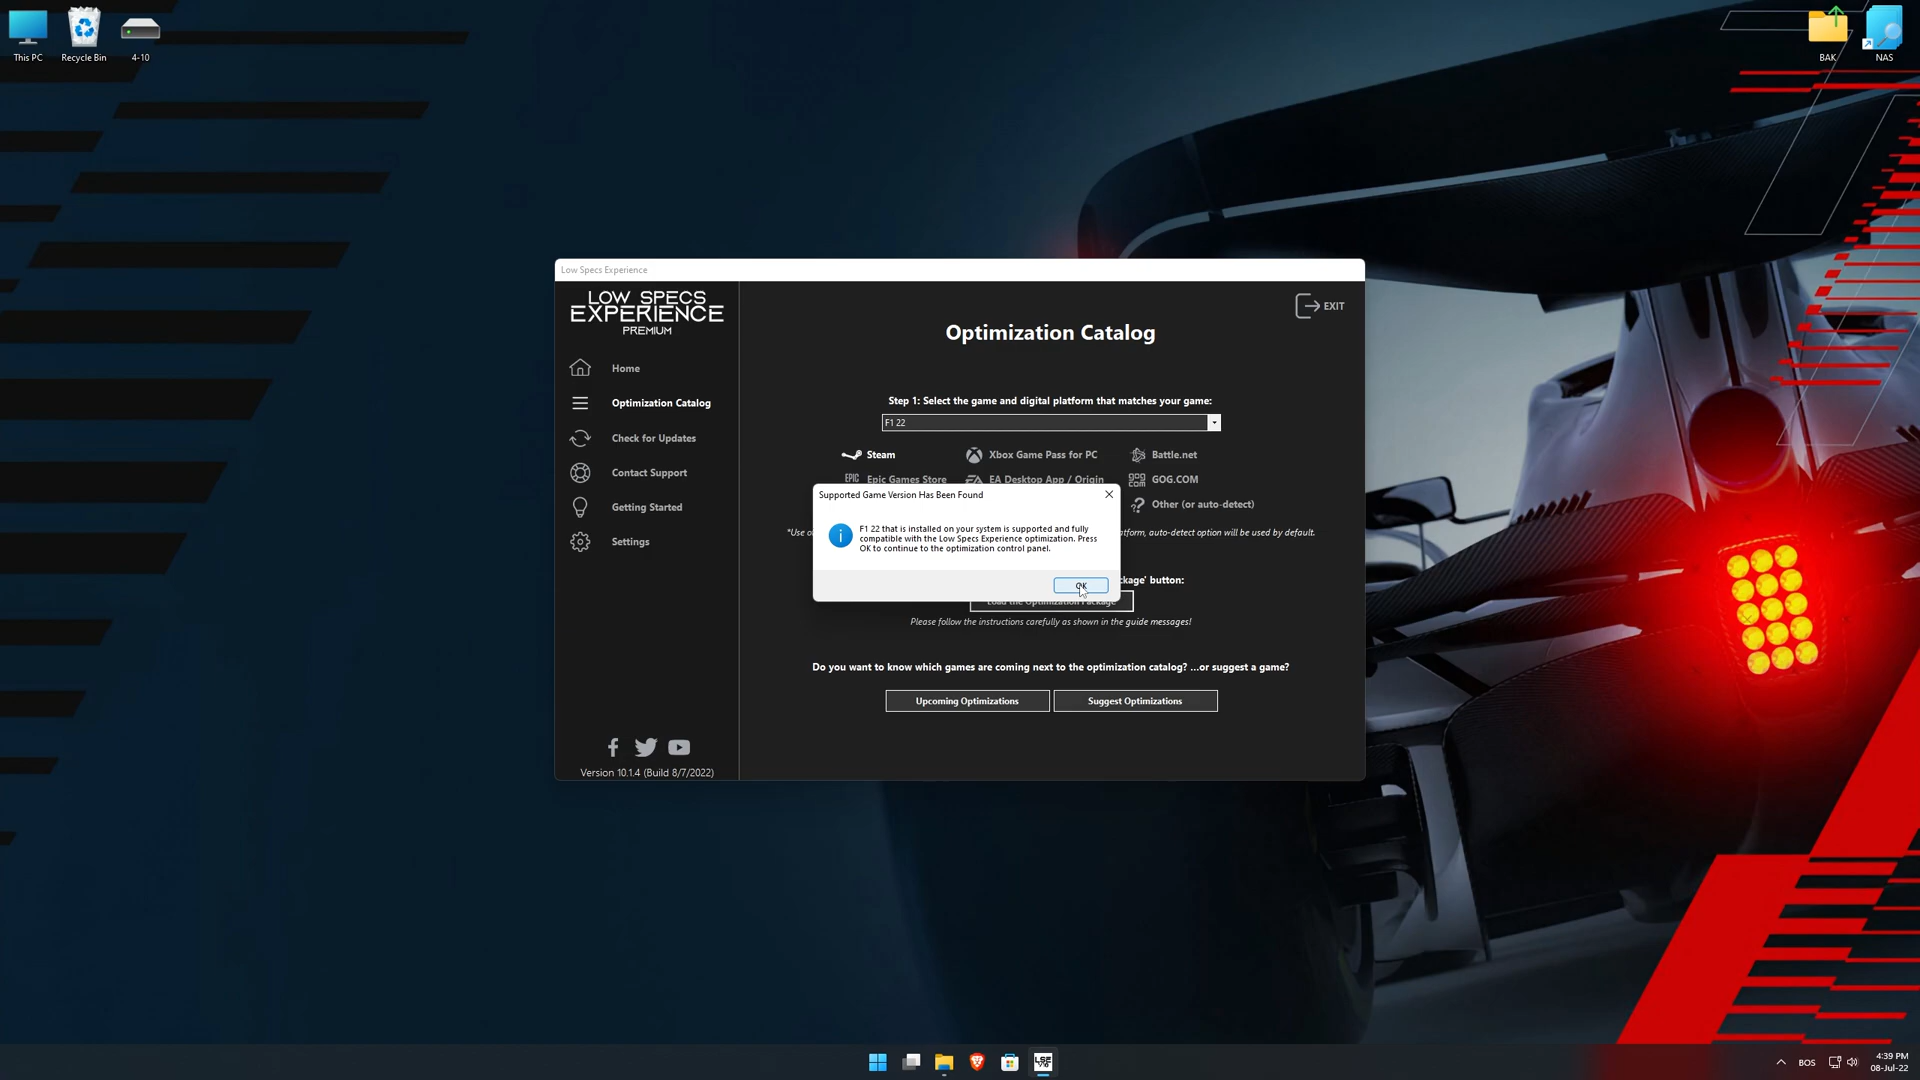 This PC
Recycle Bin
4-10
BAK
NAS
Low Specs Experience
LOW SPECS
EXPERIENCE
PREMIUM
EXIT
Home
Optimization Catalog
Check for Updates
Contact Support
Getting Started
Settings
Version 10.1.4 (Build 8/7/2022)
Optimization Catalog
Step 1: Select the game and digital platform that matches your game:
F1 22
Steam
Xbox Game Pass for PC
Battle.net
EPIC
Epic Games Store
EA Desktop App / Origin
GOG.COM
Other (or auto-detect)
Supported Game Version Has Been Found
F1 22 that is installed on your system is supported and fully
compatible with the Low Specs Experience optimization. Press
OK to continue to the optimization control panel.
OK
auto-detect option will be used by default.
button:
Load the Optimization Package
Please follow the instructions carefully as shown in the guide messages!
Do you want to know which games are coming next to the optimization catalog? ...or suggest a game?
Upcoming Optimizations
Suggest Optimizations
LSE
BOS
4:39 PM
08-Jul-22